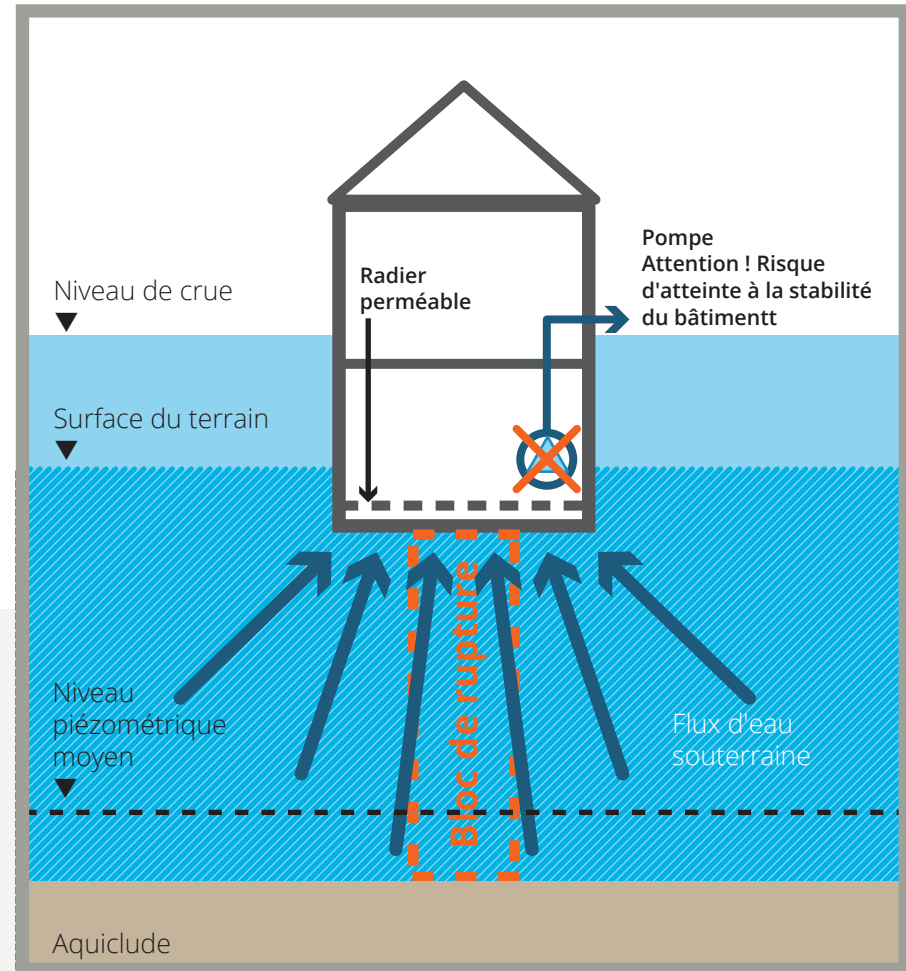 Pompe
Attention ! Risque
d'atteinte à la stabilité
du bâtimentt
Radier
perméable
Niveau de crue
Surface du terrain
Bloc de rupture
Niveau
piézométrique
moyen
Flux d'eau
souterraine
Aquiclude